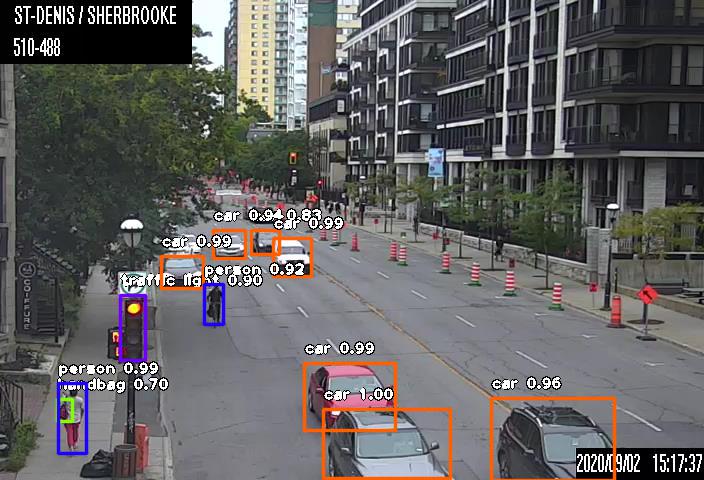 ST-DENIS / SHERBROOKE
510-488
car 0.94
0.83
car 0.99
car 0.99
person 0.92
traffic light 0.90
car 0.99
person 0.99
handbag 0.70
car 1.00
car 0.96
COIFFURE
2020/09/02 15:17:37